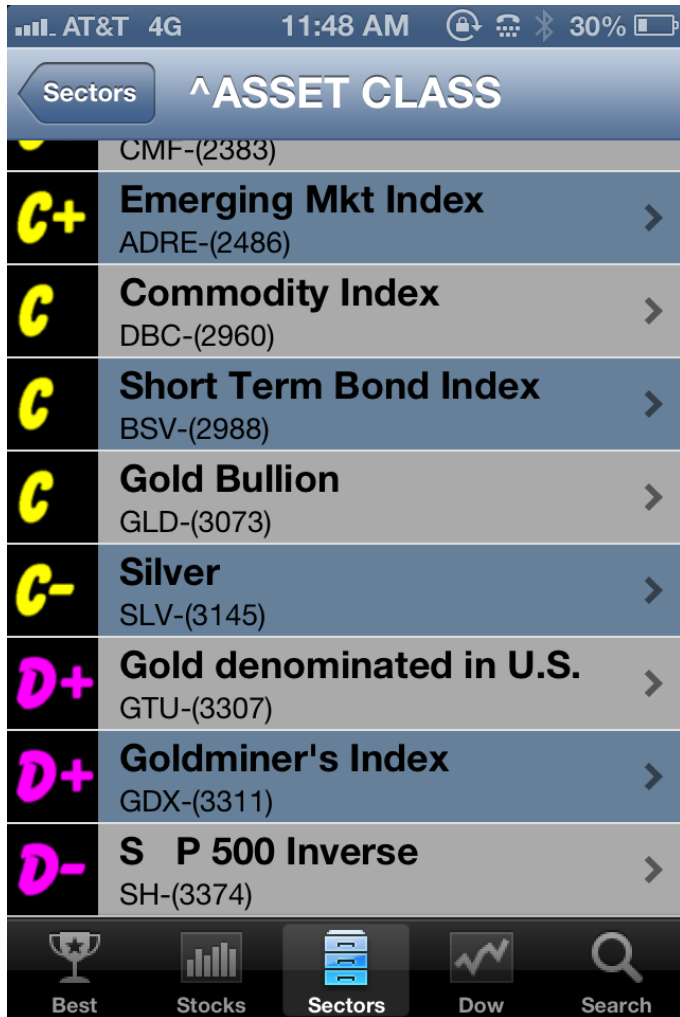 AT&T 4G 11:48 AM 30%
Sectors ^ASSET CLASS
CMF-(2383)
C+ Emerging Mkt Index
ADRE-(2486)
C Commodity Index
DBC-(2960)
C Short Term Bond Index
BSV-(2988)
C Gold Bullion
GLD-(3073)
C- Silver
SLV-(3145)
D+ Gold denominated in U.S.
GTU-(3307)
D+ Goldminer's Index
GDX-(3311)
D- S   P 500 Inverse
SH-(3374)
Best Stocks Sectors Dow Search